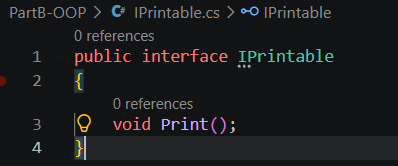 PartB-OOP > C# IPrintable.cs > IPrintable
0 references
1 public interface IPrintable
2 {
0 references
3 void Print();
4 }